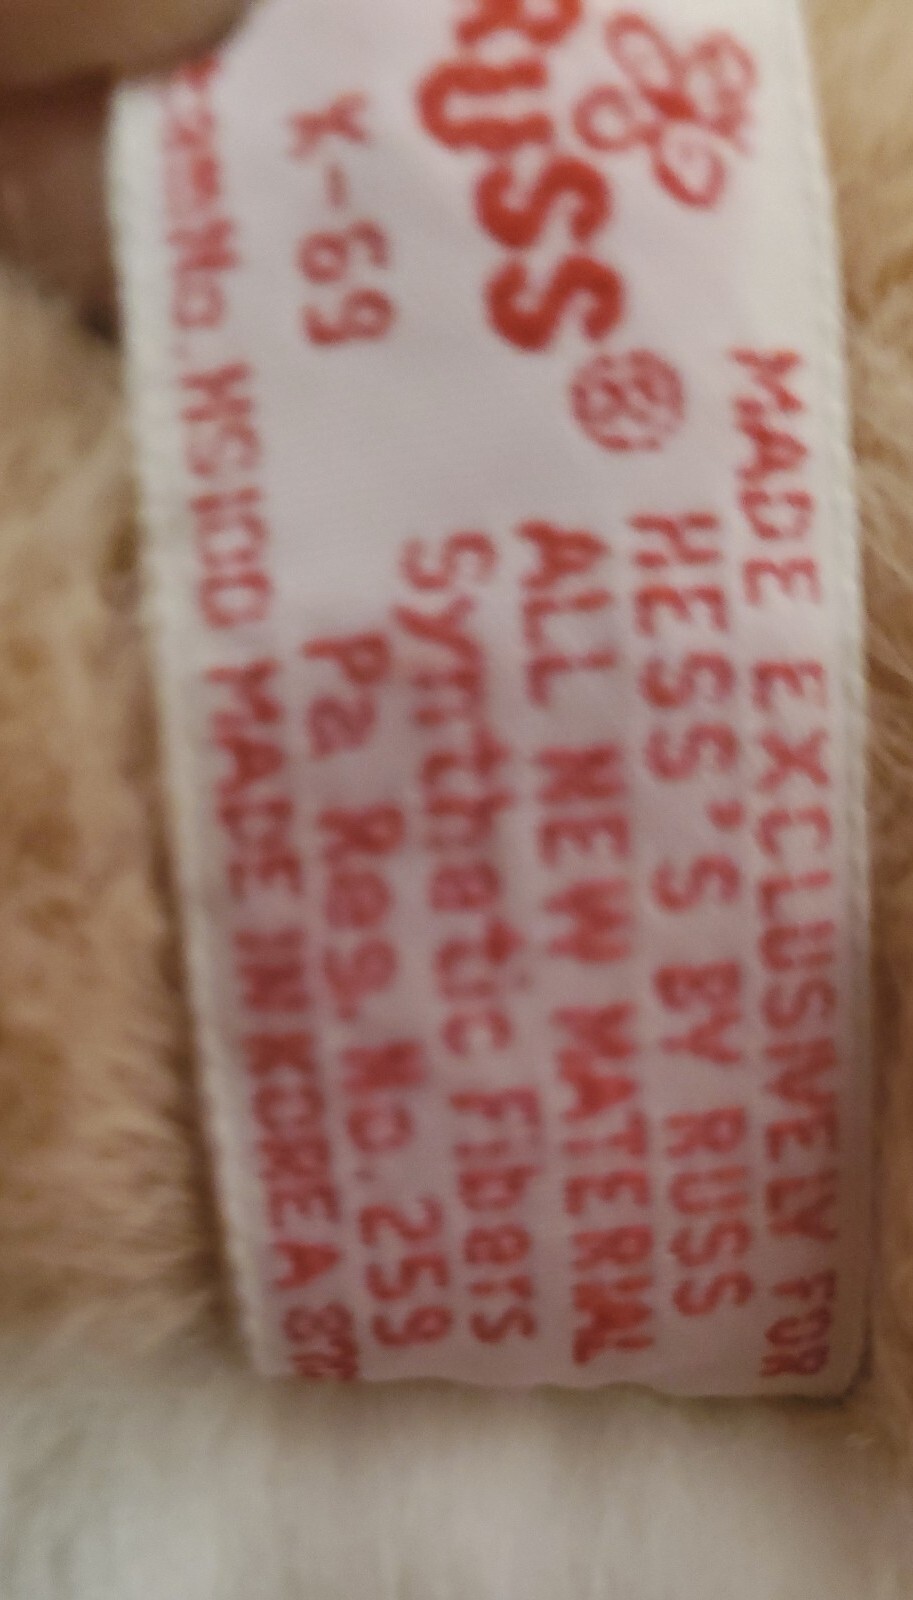 MADE EXCLUSIVELY FOR
HESS'S BY RUSS
RUSS®
ALL NEW MATERIAL
Synthetic Fibers
K-69
Pa Reg. No. 259
No. MADE IN KOREA